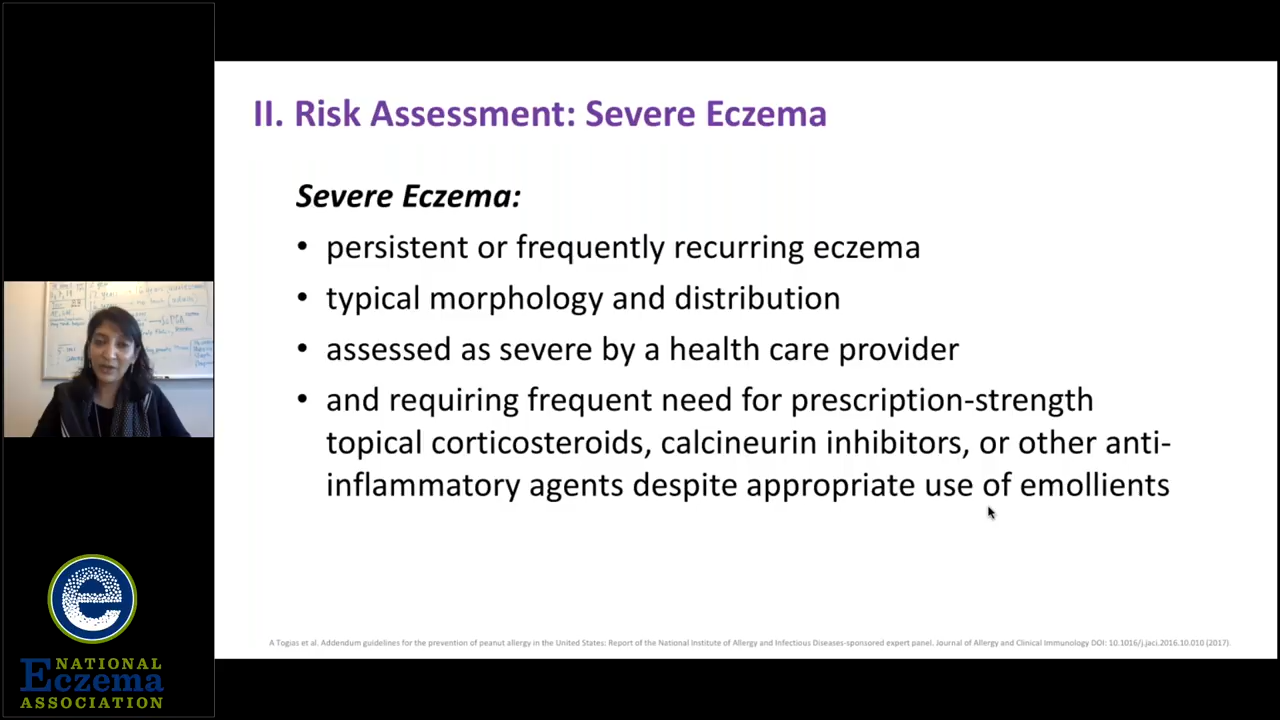 II. Risk Assessment: Severe Eczema
Severe Eczema:
• persistent or frequently recurring eczema
• typical morphology and distribution
• assessed as severe by a health care provider
• and requiring frequent need for prescription-strength
topical corticosteroids, calcineurin inhibitors, or other anti-
inflammatory agents despite appropriate use of emollients
A Togias et al. Addendum guidelines for the prevention of peanut allergy in the United States: Report of the National Institute of Allergy and Infectious Diseases-sponsored expert panel. Journal of Allergy and Clinical Immunology DOI: 10.1016/j.jaci.2016.10.010 (2017).
e
NATIONAL
Eczema
ASSOCIATION